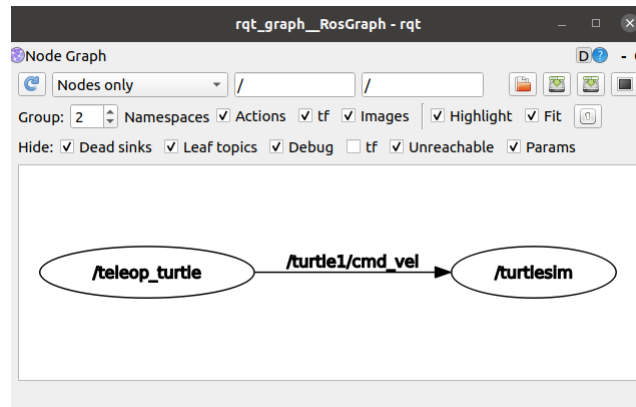 rqt_graph__RosGraph - rqt
Node Graph D ? -
Nodes only / /
Group: 2 Namespaces Actions tf Images Highlight Fit
Hide: Dead sinks Leaf topics Debug tf Unreachable Params
/teleop_turtle /turtle1/cmd_vel /turtlesim